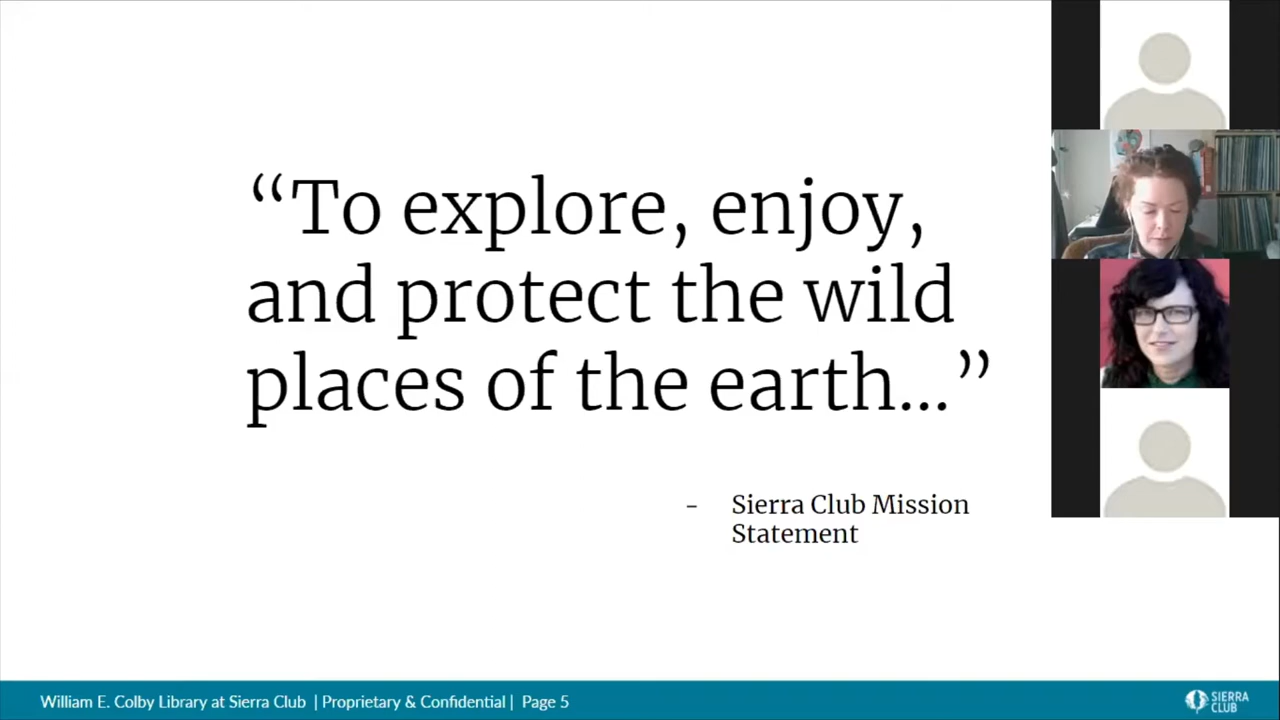 “To explore, enjoy,
and protect the wild
places of the earth...”
- Sierra Club Mission
Statement
William E. Colby Library at Sierra Club | Proprietary & Confidential | Page 5
SIERRA
CLUB